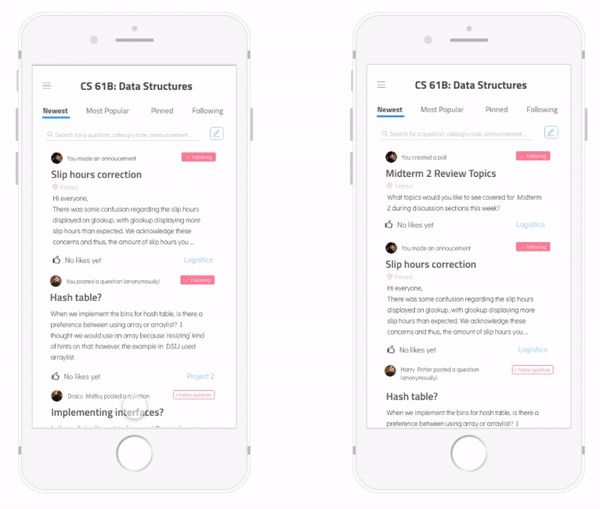 CS 61B: Data Structures
Newest Most Popular Pinned Following
Search for a question, category, note, announcement...
You made an annoucement
Following
Slip hours correction
Pinned
Hi everyone,
There was some confusion regarding the slip hours
displayed on glookup, with glookup displaying more
slip hours than expected. We acknowledge these
concerns and thus, the amount of slip hours you ...
No likes yet
Logistics
You posted a question (anonymously)
Following
Hash table?
When we implement the bins for hash table, is there a
preference between using array or arraylist? I
thought we would use an array because 'resizing' kind
of hints on that; however, the example in DSIJ used
arraylist.
No likes yet
Project 2
Draco Malfoy posted a question
+ Follow question
Implementing interfaces?
CS 61B: Data Structures
Newest Most Popular Pinned Following
Search for a question, category, note, announcement...
You created a poll
Following
Midterm 2 Review Topics
Pinned
What topics would you like to see covered for Midterm
2 during discussion sections this week?
No likes yet
Logistics
You made an annoucement
Following
Slip hours correction
Pinned
Hi everyone,
There was some confusion regarding the slip hours
displayed on glookup, with glookup displaying more
slip hours than expected. We acknowledge these
concerns and thus, the amount of slip hours you ...
No likes yet
Logistics
Harry Potter posted a question
(anonymously)
+ Follow question
Hash table?
When we implement the bins for hash table, is there a
preference between using array or arraylist? I